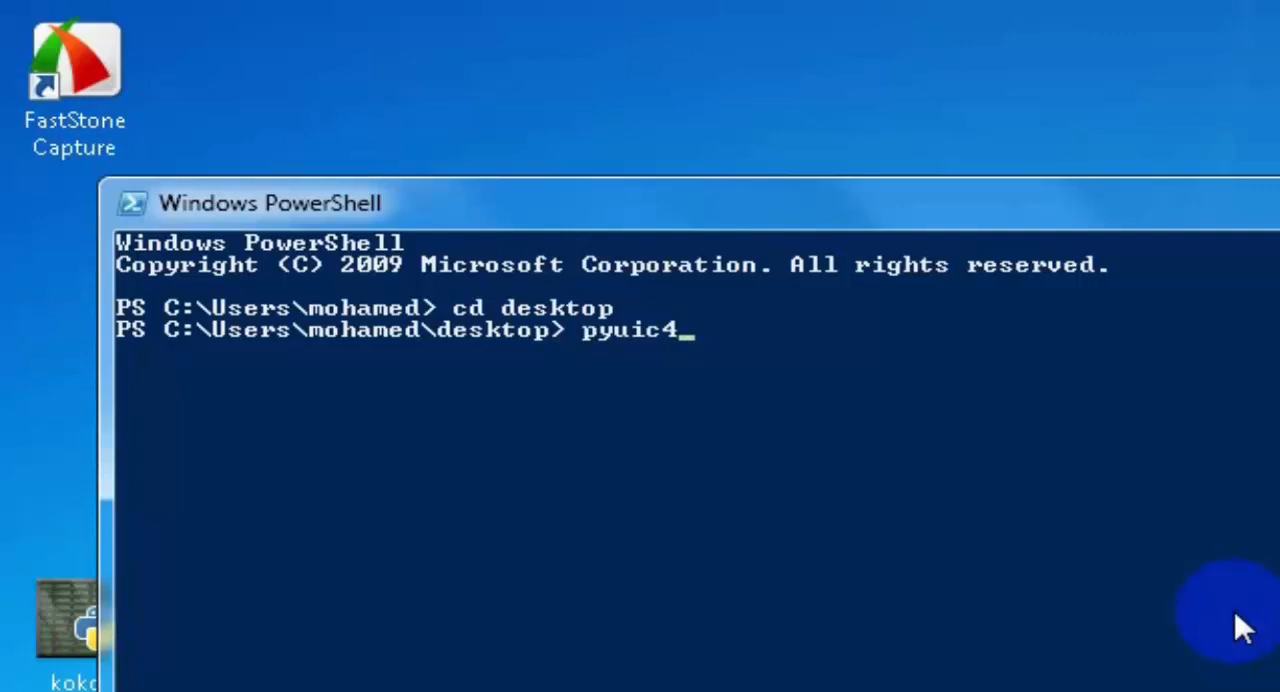 FastStone
Capture
Windows PowerShell
Windows PowerShell
Copyright (C) 2009 Microsoft Corporation. All rights reserved.
PS C:\Users\mohamed> cd desktop
PS C:\Users\mohamed\desktop> pyuic4_